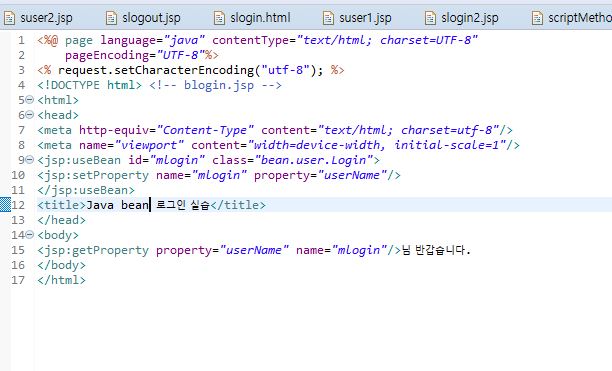 suser2.jsp slogout.jsp slogin.html suser1.jsp slogin2.jsp scriptMetho
1 <%@ page language="java" contentType="text/html; charset=UTF-8"
2 pageEncoding="UTF-8"%>
3 <% request.setCharacterEncoding("utf-8"); %>
4 <!DOCTYPE html> <!-- blogin.jsp -->
5 <html>
6 <head>
7 <meta http-equiv="Content-Type" content="text/html; charset=utf-8"/>
8 <meta name="viewport" content="width=device-width, initial-scale=1"/>
9 <jsp:useBean id="mlogin" class="bean.user.Login">
10 <jsp:setProperty name="mlogin" property="userName"/>
11 </jsp:useBean>
12 <title>Java bean 로그인 실습</title>
13 </head>
14 <body>
15 <jsp:getProperty property="userName" name="mlogin"/>님 반갑습니다.
16 </body>
17 </html>